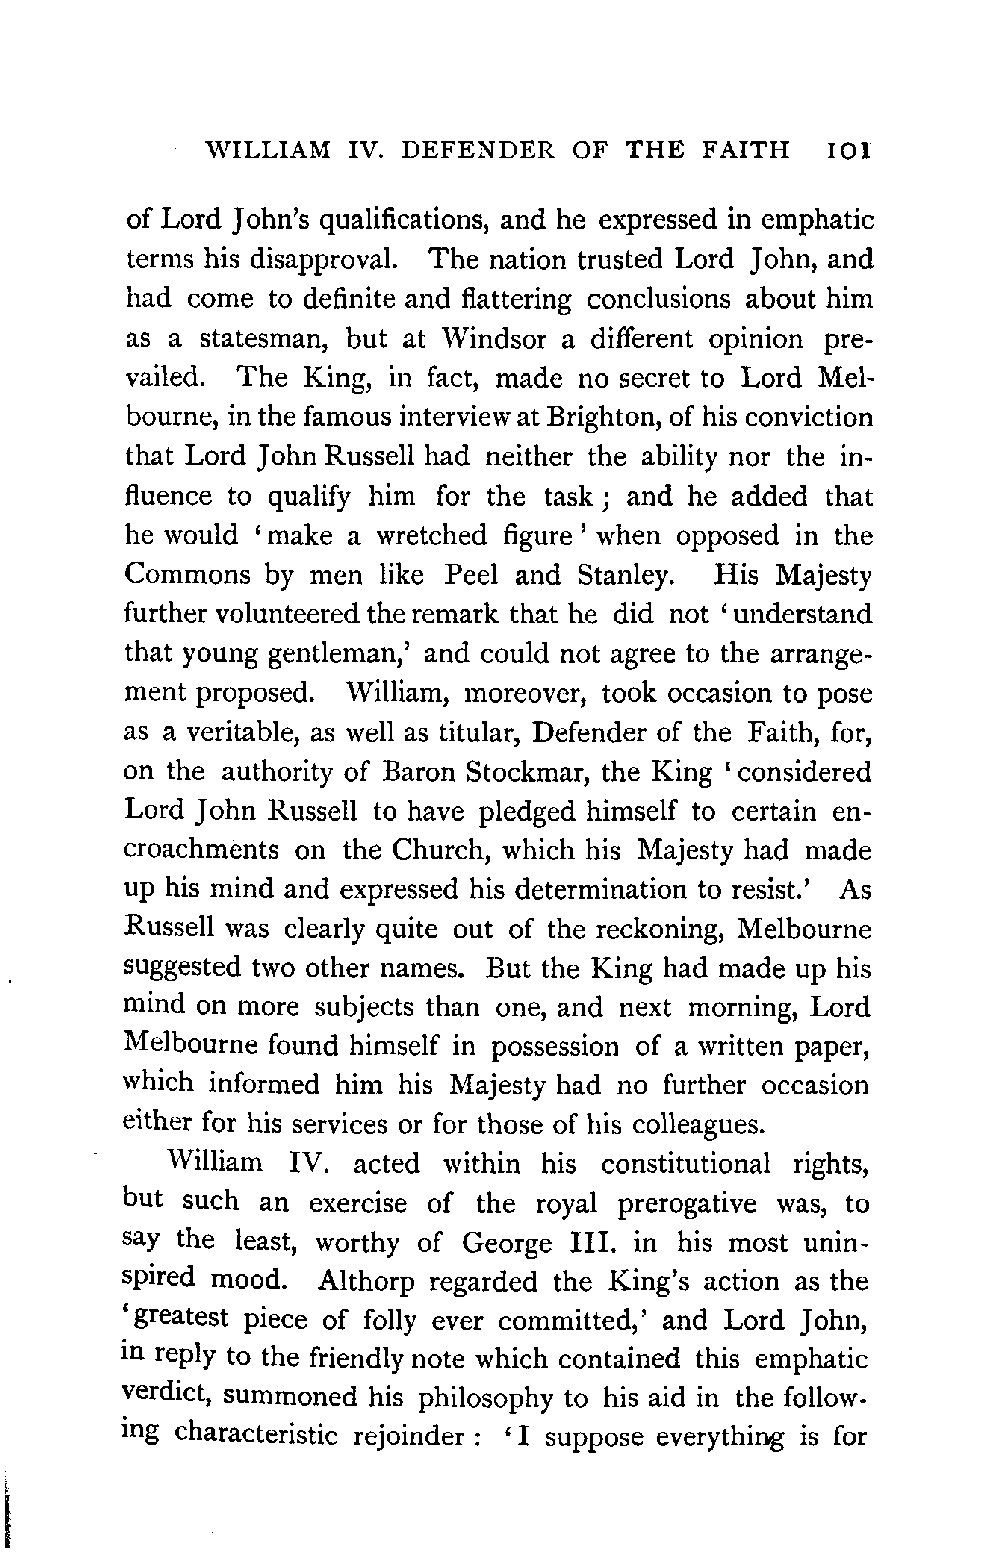 WILLIAM IV. DEFENDER OF THE FAITH 101
of Lord John's qualifications, and he expressed in emphatic
terms his disapproval. The nation trusted Lord John, and
had come to definite and flattering conclusions about him
as a statesman, but at Windsor a different opinion pre-
vailed. The King, in fact, made no secret to Lord Mel-
bourne, in the famous interview at Brighton, of his conviction
that Lord John Russell had neither the ability nor the in-
fluence to qualify him for the task; and he added that
he would 'make a wretched figure' when opposed in the
Commons by men like Peel and Stanley. His Majesty
further volunteered the remark that he did not 'understand
that young gentleman,' and could not agree to the arrange-
ment proposed. William, moreover, took occasion to pose
as a veritable, as well as titular, Defender of the Faith, for,
on the authority of Baron Stockmar, the King 'considered
Lord John Russell to have pledged himself to certain en-
croachments on the Church, which his Majesty had made
up his mind and expressed his determination to resist.' As
Russell was clearly quite out of the reckoning, Melbourne
suggested two other names. But the King had made up his
mind on more subjects than one, and next morning, Lord
Melbourne found himself in possession of a written paper,
which informed him his Majesty had no further occasion
either for his services or for those of his colleagues.
William IV. acted within his constitutional rights,
but such an exercise of the royal prerogative was, to
say the least, worthy of George III. in his most unin-
spired mood. Althorp regarded the King's action as the
'greatest piece of folly ever committed,' and Lord John,
in reply to the friendly note which contained this emphatic
verdict, summoned his philosophy to his aid in the follow-
ing characteristic rejoinder: 'I suppose everything is for